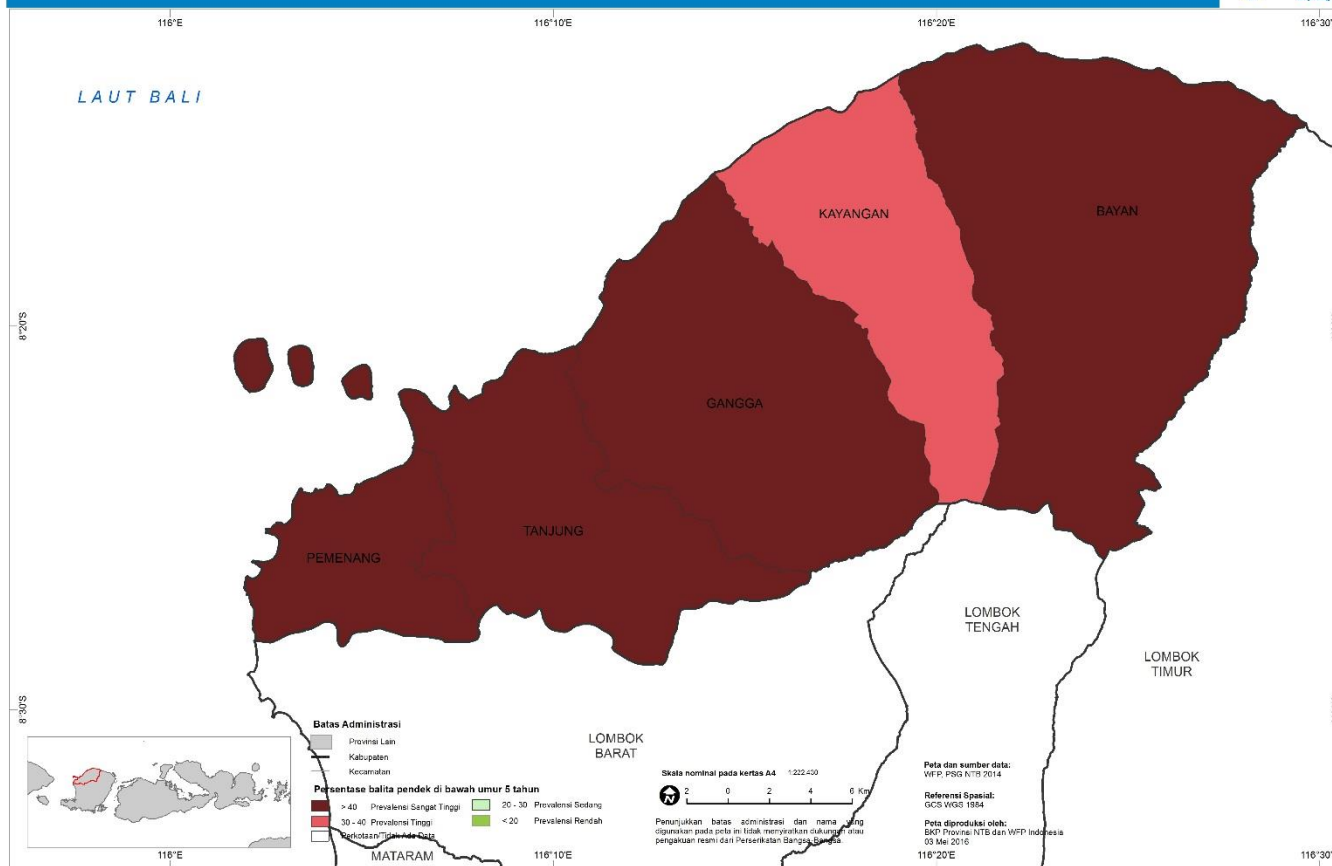 116°E 116°10'E 116°20'E 116°30'
LAUT BALI
KAYANGAN
BAYAN
8°20'S
GANGGA
TANJUNG
PEMENANG
LOMBOK
TENGAH
LOMBOK
TIMUR
8°30'S
LOMBOK
BARAT
MATARAM
Batas Administrasi
Provinsi Lain
Kabupaten
Kecamatan
Persentase balita pendek di bawah umur 5 tahun
> 40 Prevalensi Sangat Tinggi
30 - 40 Prevalensi Tinggi
Perkotaan/Tidak Ada Data
20 - 30 Prevalensi Sedang
< 20 Prevalensi Rendah
Skala nominal pada kertas A4 1:222.400
2 0 2 4 6 Km
Penunjukkan batas administrasi dan nama yang
digunakan pada peta ini tidak menyiratkan dukungan atau
pengakuan resmi dari Perserikatan Bangsa-Bangsa.
Peta dan sumber data:
WFP, PSG NTB 2014
Referensi Spasial:
GCS WGS 1984
Peta diproduksi oleh:
BKP Provinsi NTB dan WFP Indonesia
03 Mei 2016
116°E 116°10'E 116°20'E 116°30'